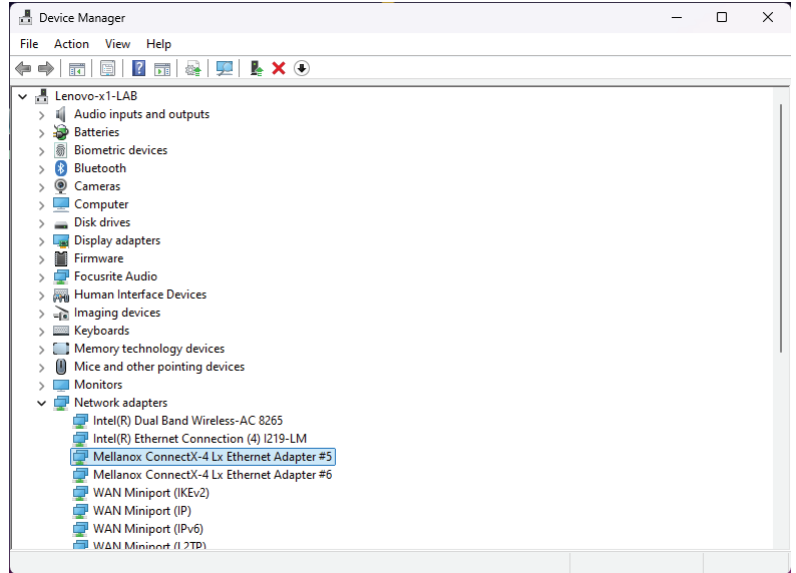 Device Manager
File Action View Help
Lenovo-x1-LAB
Audio inputs and outputs
Batteries
Biometric devices
Bluetooth
Cameras
Computer
Disk drives
Display adapters
Firmware
Focusrite Audio
Human Interface Devices
Imaging devices
Keyboards
Memory technology devices
Mice and other pointing devices
Monitors
Network adapters
Intel(R) Dual Band Wireless-AC 8265
Intel(R) Ethernet Connection (4) I219-LM
Mellanox ConnectX-4 Lx Ethernet Adapter #5
Mellanox ConnectX-4 Lx Ethernet Adapter #6
WAN Miniport (IKEv2)
WAN Miniport (IP)
WAN Miniport (IPv6)
WAN Miniport (L2TP)